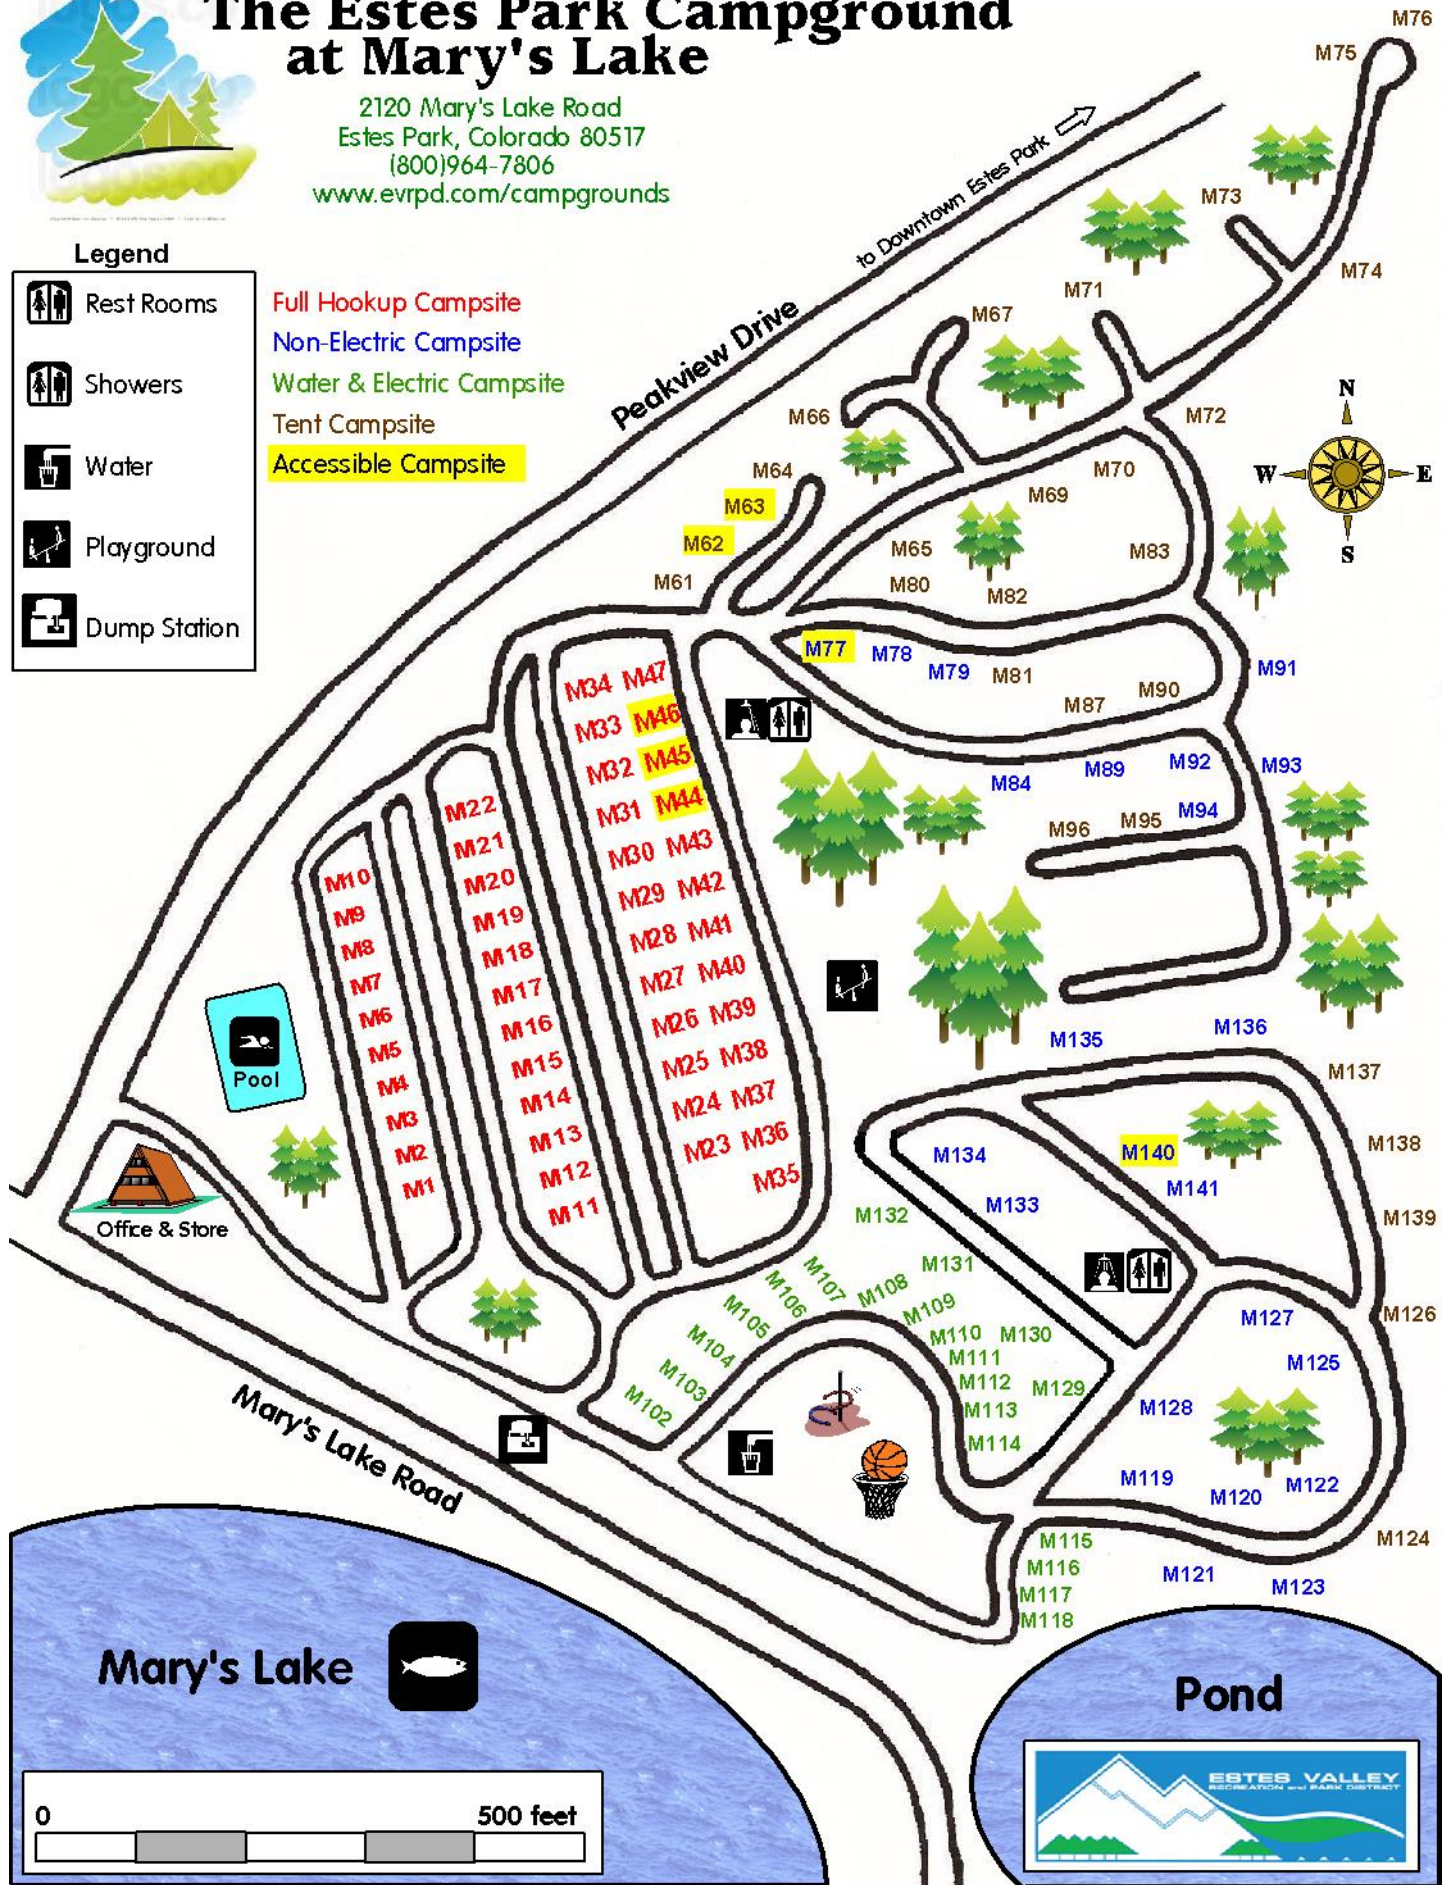 The Estes Park Campground
at Mary's Lake
2120 Mary's Lake Road
Estes Park, Colorado 80517
(800)964-7806
www.evrpd.com/campgrounds
Legend
Rest Rooms
Showers
Water
Playground
Dump Station
Full Hookup Campsite
Non-Electric Campsite
Water & Electric Campsite
Tent Campsite
Accessible Campsite
Peakview Drive
to Downtown Estes Park
N
W E
S
M76
M75
M73
M74
M71
M67
M72
M66
M64
M70
M63
M69
M62
M65
M83
M61
M80
M82
M77
M78
M79
M81
M91
M90
M87
M92
M93
M89
M84
M94
M95
M96
M34 M47
M33 M46
M32 M45
M31 M44
M30 M43
M29 M42
M28 M41
M27 M40
M26 M39
M25 M38
M24 M37
M23 M36
M35
M22
M21
M20
M19
M18
M17
M16
M15
M14
M13
M12
M11
M10
M9
M8
M7
M6
M5
M4
M3
M2
M1
Pool
Office & Store
M136
M135
M137
M138
M140
M134
M141
M133
M139
M132
M131
M107
M108
M106
M109
M105
M110 M130
M104
M111
M103
M112
M129
M102
M113
M114
M127
M126
M125
M128
M119
M120
M122
M124
M115
M116
M121
M123
M117
M118
Mary's Lake Road
Mary's Lake
Pond
0 500 feet
ESTES VALLEY
RECREATION and PARK DISTRICT